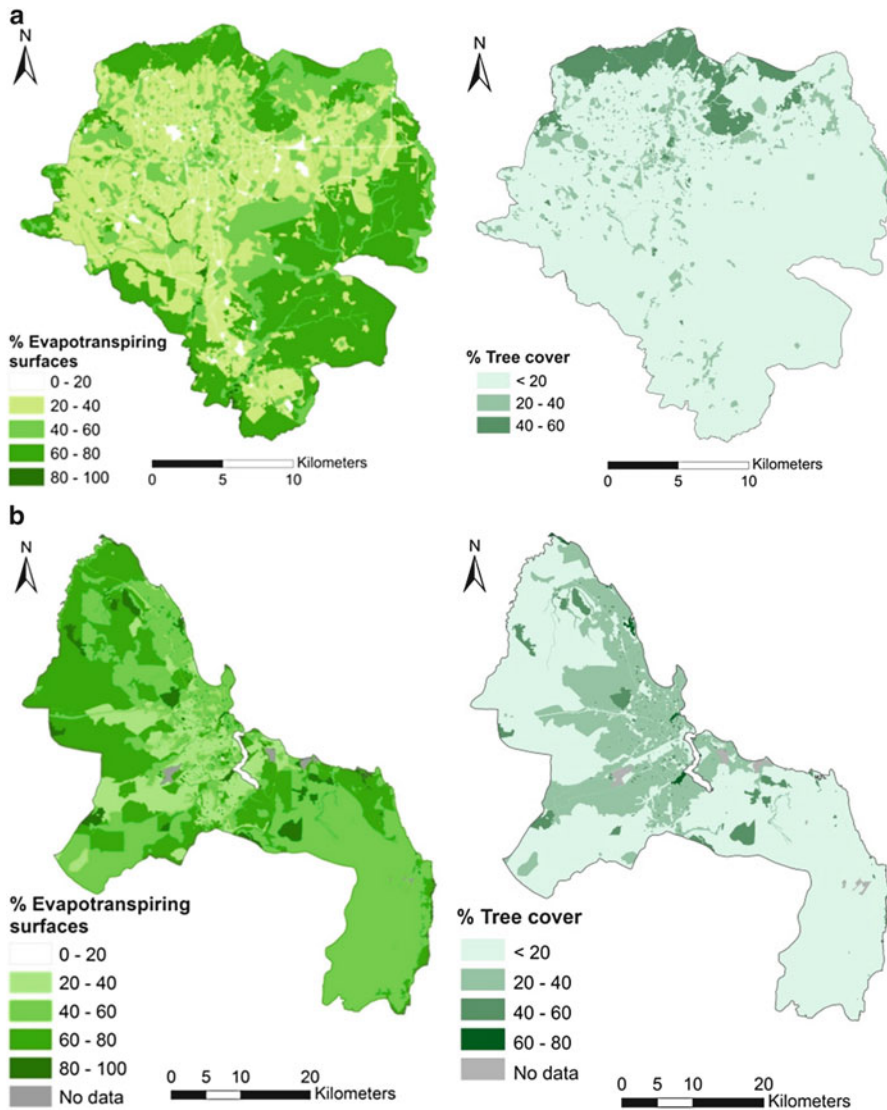 a
N
% Evapotranspiring
surfaces
0 - 20
20 - 40
40 - 60
60 - 80
80 - 100
Kilometers
0 5 10
N
% Tree cover
< 20
20 - 40
40 - 60
Kilometers
0 5 10
b
N
% Evapotranspiring
surfaces
0 - 20
20 - 40
40 - 60
60 - 80
80 - 100
No data
0 5 10 20
Kilometers
N
% Tree cover
< 20
20 - 40
40 - 60
60 - 80
No data
0 5 10 20
Kilometers